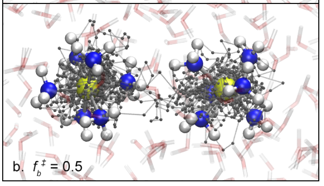 b. f_b^‡ = 0.5